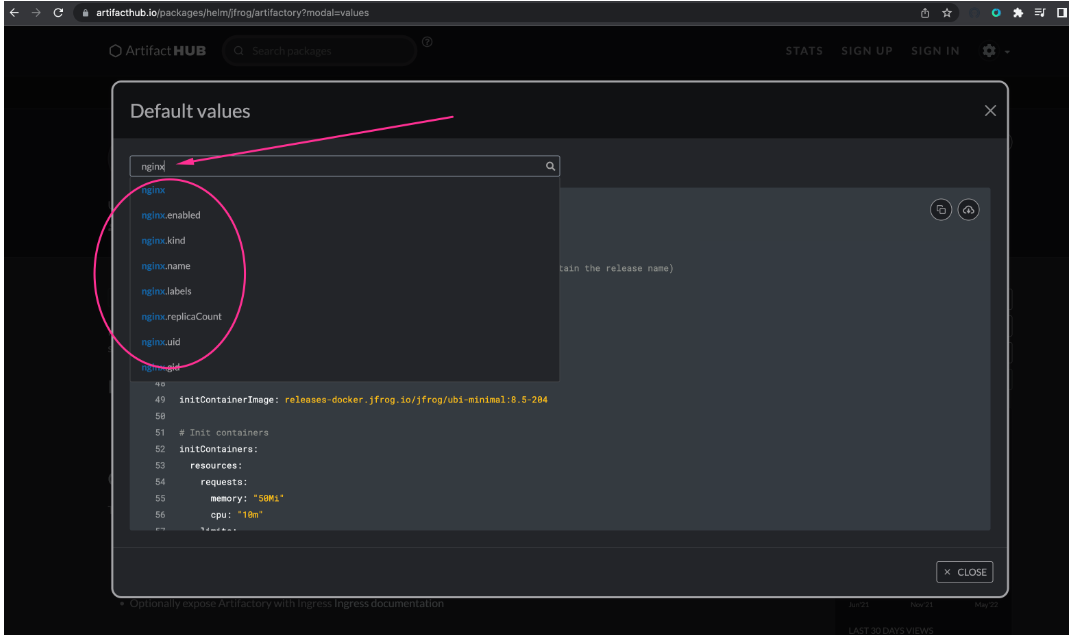 artifacthub.io/packages/helm/jfrog/artifactory?modal=values
Artifact HUB
Search packages
STATS SIGN UP SIGN IN
Default values
nginx
nginx
nginx.enabled
nginx.kind
tain the release name)
nginx.name
nginx.labels
nginx.replicaCount
nginx.uid
nginx.gid
48
49 initContainerImage: releases-docker.jfrog.io/jfrog/ubi-minimal:8.5-204
50
51 # Init containers
52 initContainers:
53 resources:
54 requests:
55 memory: "50Mi"
56 cpu: "10m"
57 limits:
× CLOSE
• Optionally expose Artifactory with Ingress Ingress documentation
Jun'21 Nov'21 May'22
LAST 30 DAYS VIEWS